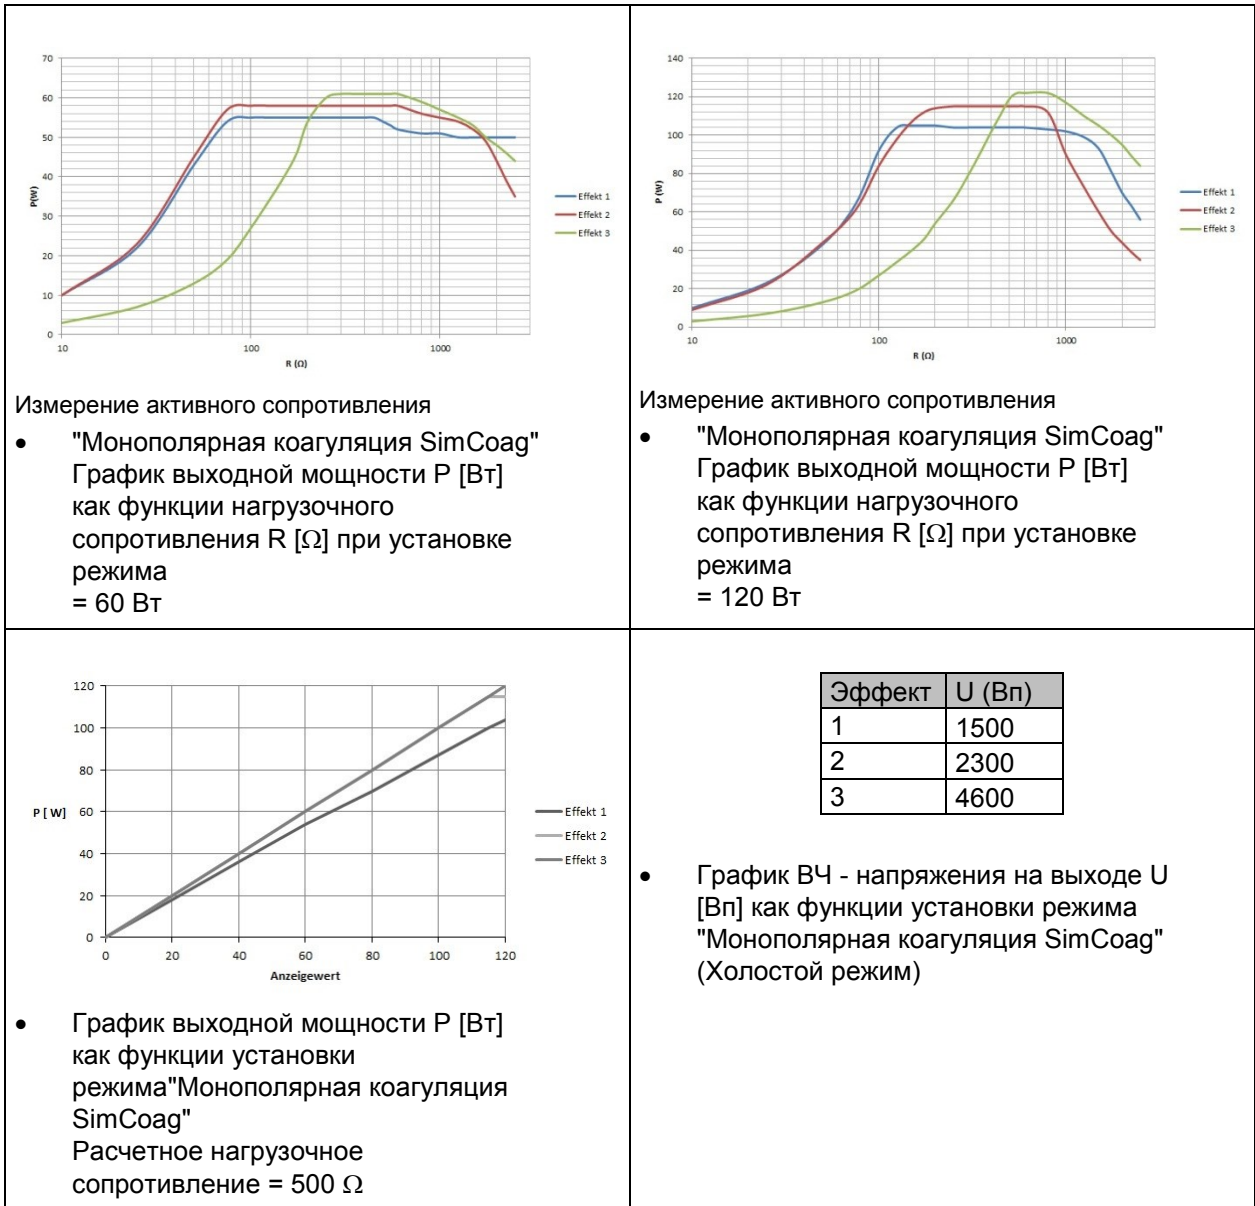 70
60
50
40
30
20
10
0
P(W)
10
100
1000
R (Ω)
Effekt 1
Effekt 2
Effekt 3
Измерение активного сопротивления
• "Монополярная коагуляция SimCoag"
График выходной мощности P [Вт]
как функции нагрузочного
сопротивления R [Ω] при установке
режима
= 60 Вт
140
120
100
80
60
40
20
0
P (W)
10
100
1000
R (Ω)
Effekt 1
Effekt 2
Effekt 3
Измерение активного сопротивления
• "Монополярная коагуляция SimCoag"
График выходной мощности P [Вт]
как функции нагрузочного
сопротивления R [Ω] при установке
режима
= 120 Вт
120
100
80
60
40
20
0
P [ W]
0 20 40 60 80 100 120
Anzeigewert
Effekt 1
Effekt 2
Effekt 3
• График выходной мощности P [Вт]
как функции установки
режима"Монополярная коагуляция
SimCoag"
Расчетное нагрузочное
сопротивление = 500 Ω
Эффект U (Вп)
1 1500
2 2300
3 4600
• График ВЧ - напряжения на выходе U
[Вп] как функции установки режима
"Монополярная коагуляция SimCoag"
(Холостой режим)